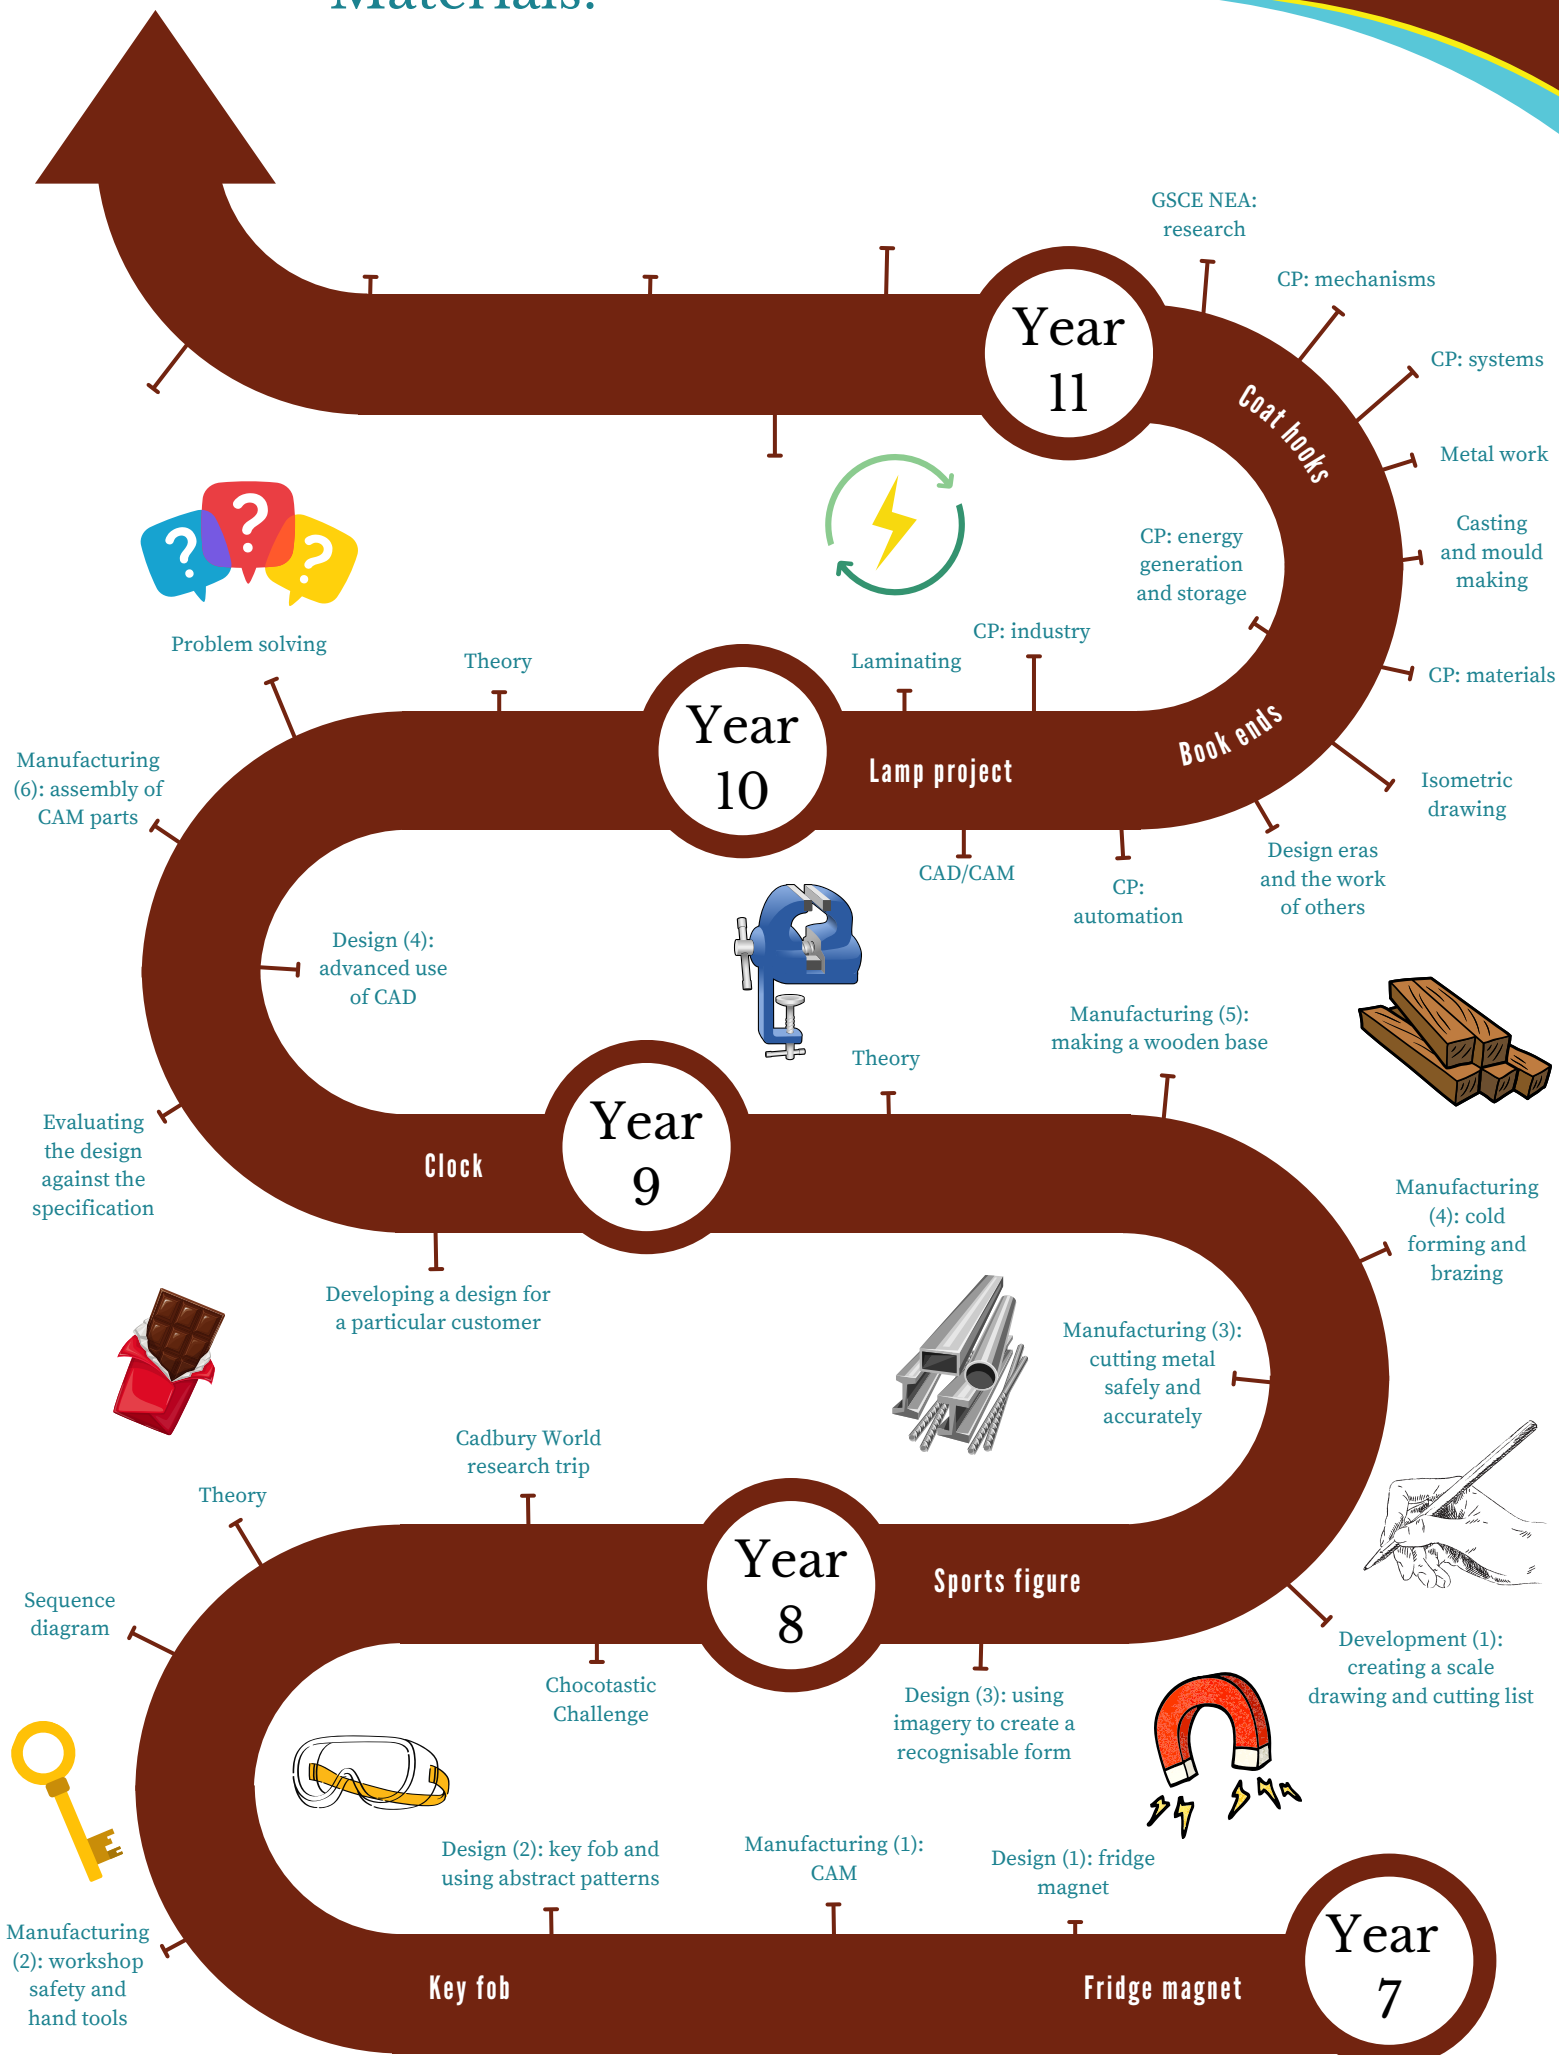 Materials:
GSCE NEA:
research
CP: mechanisms
CP: systems
Year
11
Coat hooks
Metal work
Casting
and mould
making
CP: energy
generation
and storage
CP: materials
CP: industry
Laminating
Problem solving
Theory
Year
10
Lamp project
Book ends
Isometric
drawing
Manufacturing
(6): assembly of
CAM parts
CAD/CAM
CP:
automation
Design eras
and the work
of others
Design (4):
advanced use
of CAD
Manufacturing (5):
making a wooden base
Theory
Evaluating
the design
against the
specification
Clock
Year
9
Manufacturing
(4): cold
forming and
brazing
Developing a design for
a particular customer
Manufacturing (3):
cutting metal
safely and
accurately
Cadbury World
research trip
Theory
Year
8
Sports figure
Sequence
diagram
Development (1):
creating a scale
drawing and cutting list
Chocotastic
Challenge
Design (3): using
imagery to create a
recognisable form
Design (2): key fob and
using abstract patterns
Manufacturing (1):
CAM
Design (1): fridge
magnet
Manufacturing
(2): workshop
safety and
hand tools
Key fob
Fridge magnet
Year
7